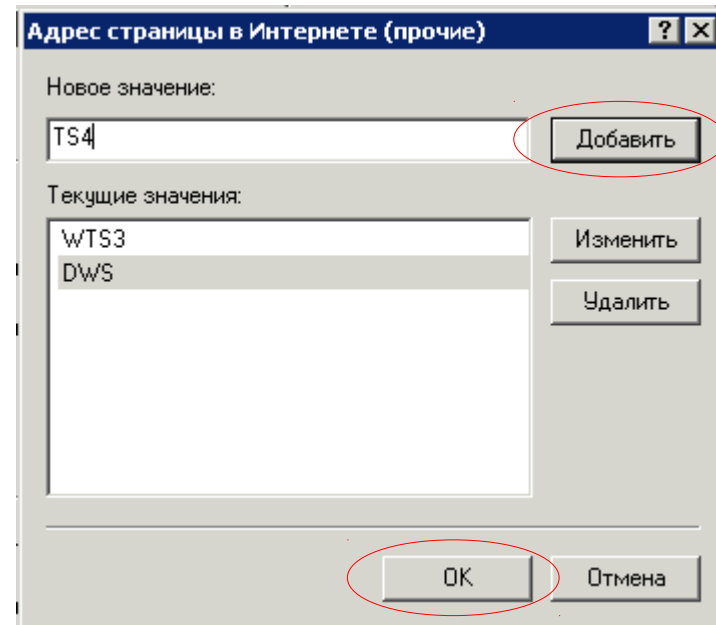 Адрес страницы в Интернете (прочие)
Новое значение:
TS4
Добавить
Текущие значения:
WTS3
DWS
Изменить
Удалить
OK
Отмена